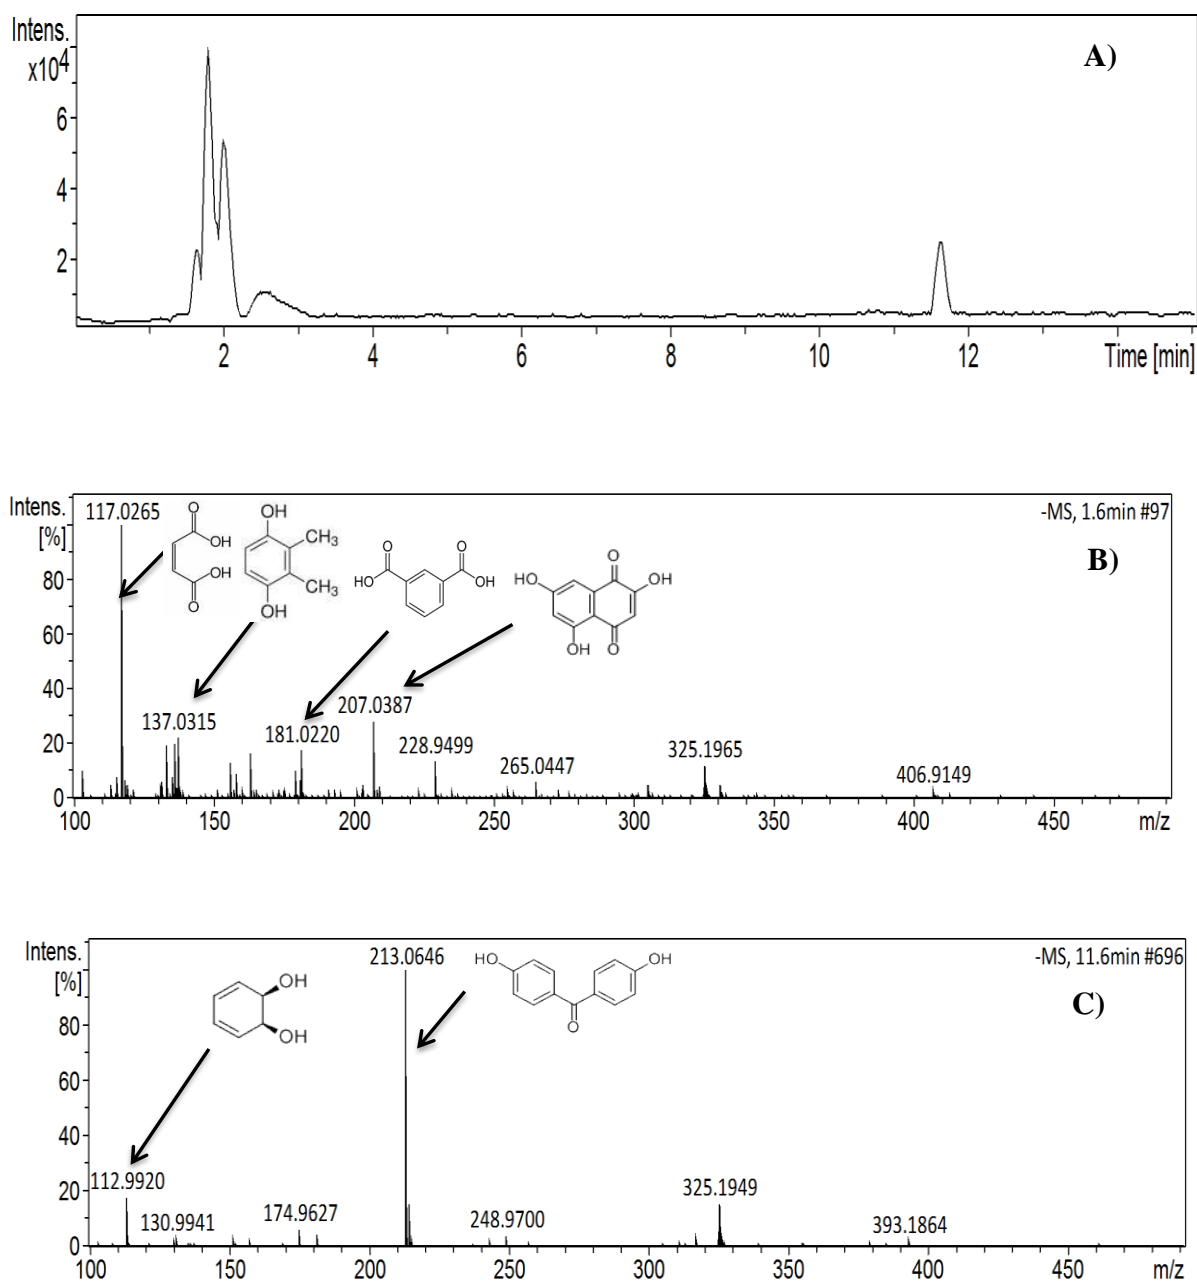 Intens.
x10⁴
A)
6
4
2
2
4
6
8
10
12
Time [min]
Intens.
[%]
117.0265
-MS, 1.6min #97
B)
O
OH
OH
O
OH
CH₃
CH₃
OH
O
O
HO
OH
O
HO
OH
OH
O
80
60
40
20
0
137.0315
181.0220
207.0387
228.9499
265.0447
325.1965
406.9149
100
150
200
250
300
350
400
450
m/z
Intens.
[%]
213.0646
-MS, 11.6min #696
C)
OH
OH
HO
OH
O
80
60
40
20
0
112.9920
130.9941
174.9627
248.9700
325.1949
393.1864
100
150
200
250
300
350
400
450
m/z